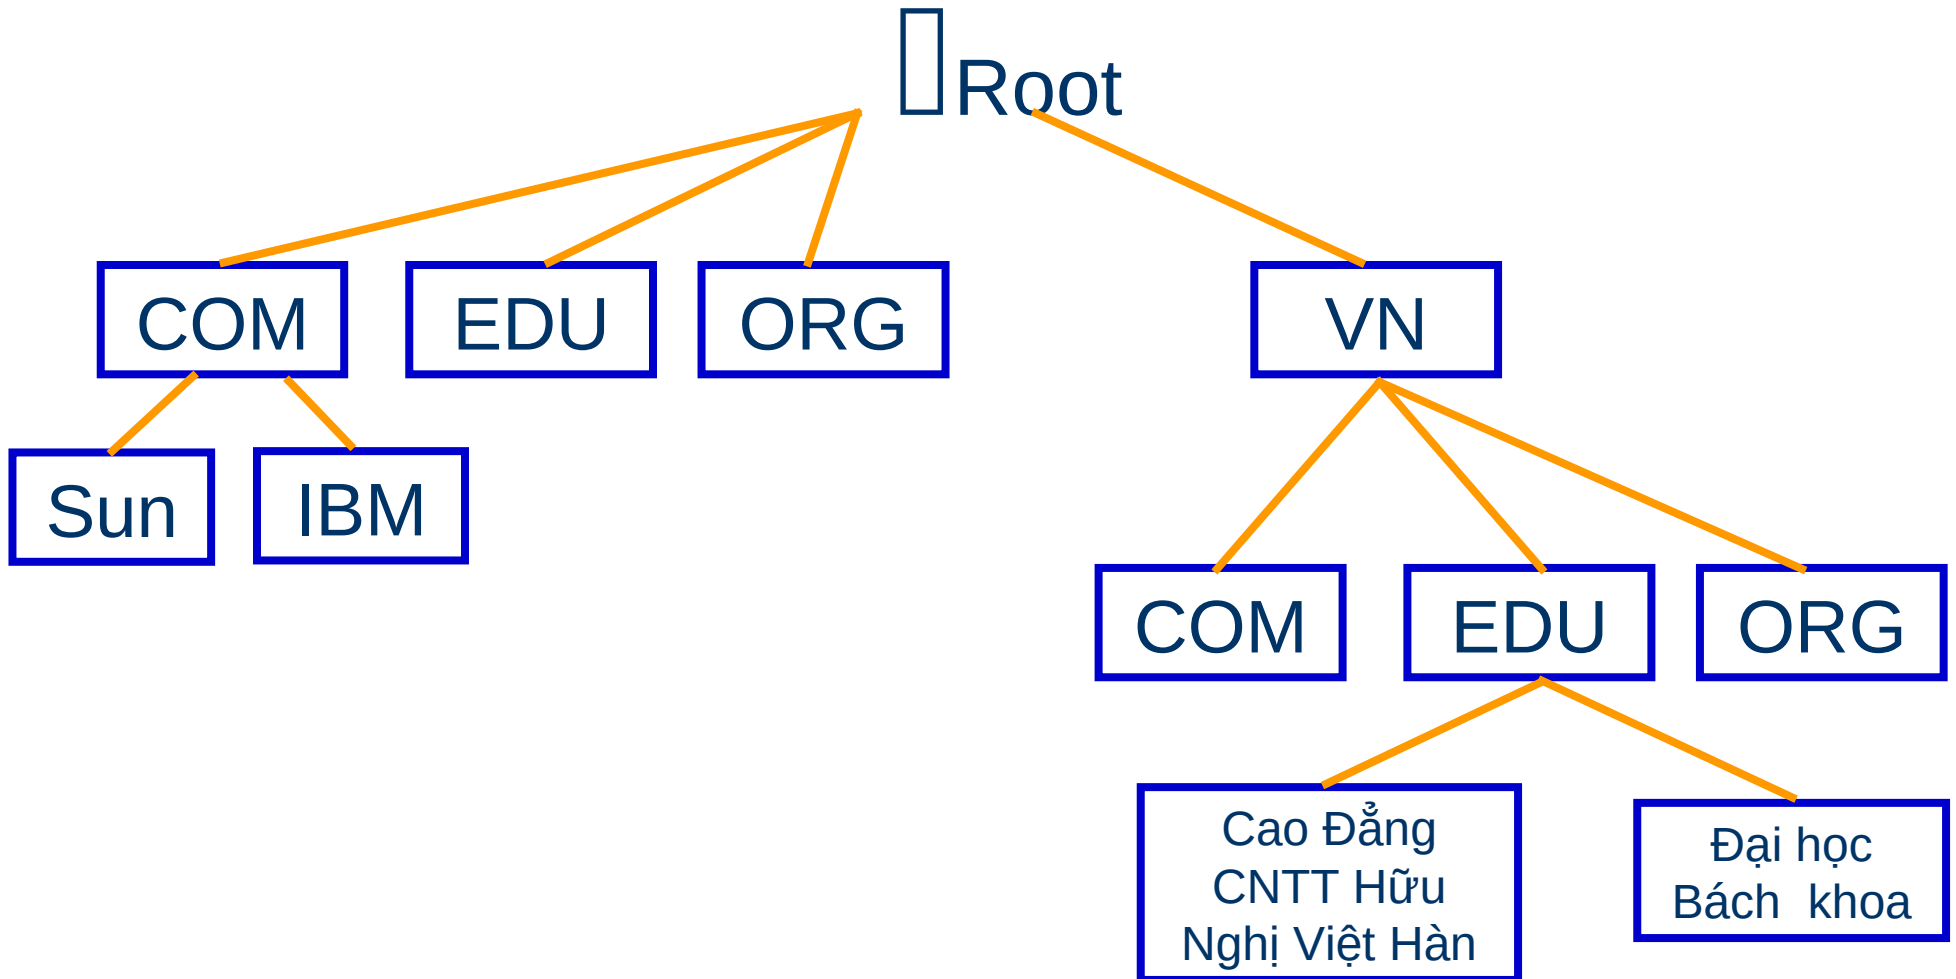 Root
COM
EDU
ORG
VN
Sun
IBM
COM
EDU
ORG
Cao Đẳng
CNTT Hữu
Nghị Việt Hàn
Đại học
Bách khoa